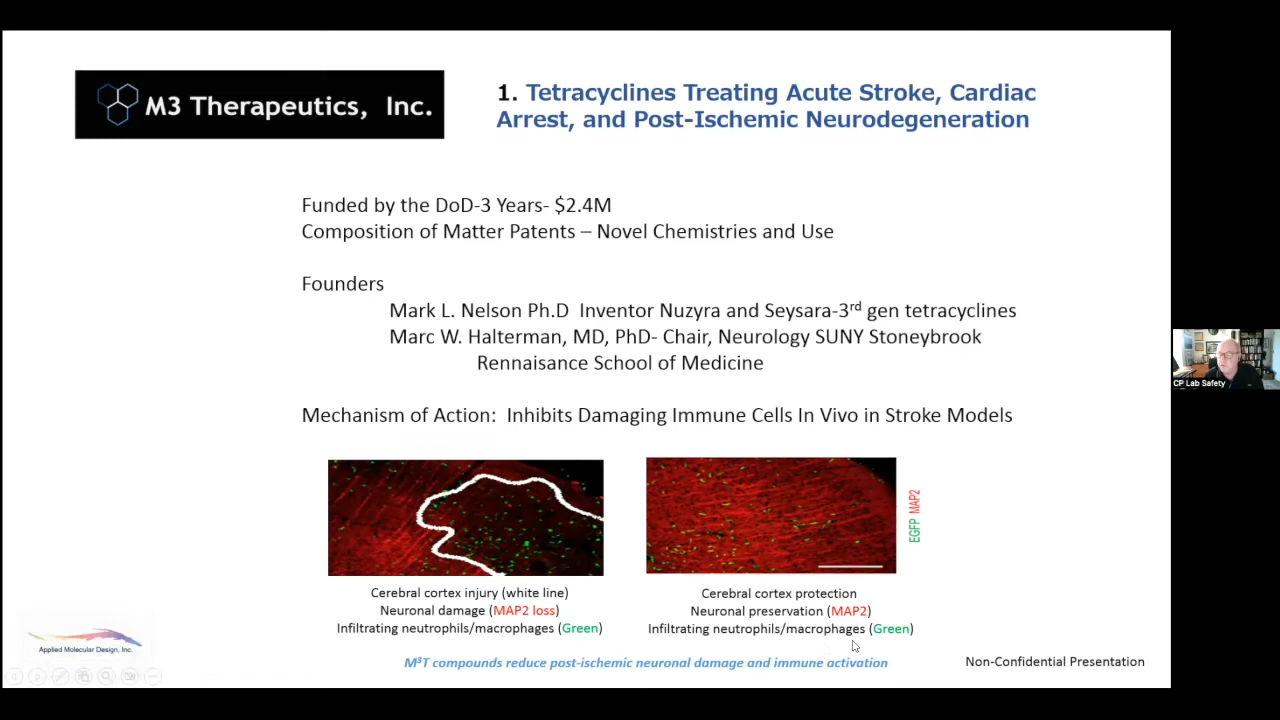 M3 Therapeutics, Inc.
1. Tetracyclines Treating Acute Stroke, Cardiac
Arrest, and Post-Ischemic Neurodegeneration
Funded by the DoD-3 Years- $2.4M
Composition of Matter Patents – Novel Chemistries and Use
Founders
Mark L. Nelson Ph.D Inventor Nuzyra and Seysara-3rd gen tetracyclines
Marc W. Halterman, MD, PhD- Chair, Neurology SUNY Stoneybrook
Rennaisance School of Medicine
Mechanism of Action: Inhibits Damaging Immune Cells In Vivo in Stroke Models
EGFP MAP2
Cerebral cortex injury (white line)
Neuronal damage (MAP2 loss)
Infiltrating neutrophils/macrophages (Green)
Cerebral cortex protection
Neuronal preservation (MAP2)
Infiltrating neutrophils/macrophages (Green)
M³T compounds reduce post-ischemic neuronal damage and immune activation
Non-Confidential Presentation
Applied Molecular Design, Inc.
CP Lab Safety